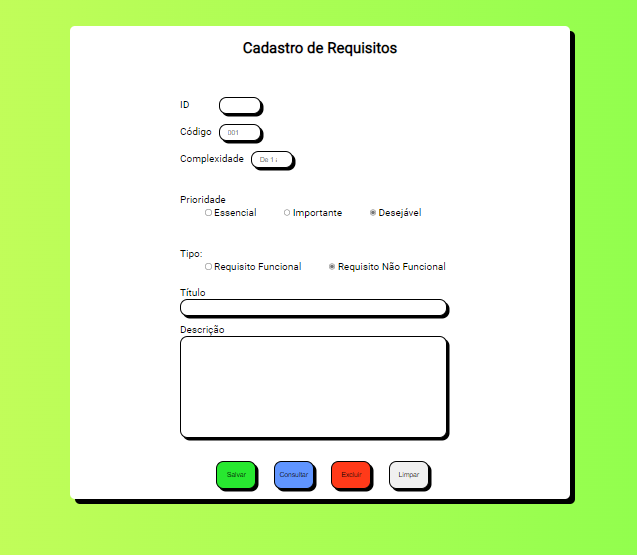 Cadastro de Requisitos
ID
Código 001
Complexidade De 1
Prioridade
Essencial Importante Desejável
Tipo:
Requisito Funcional Requisito Não Funcional
Título
Descrição
Salvar Consultar Excluir Limpar